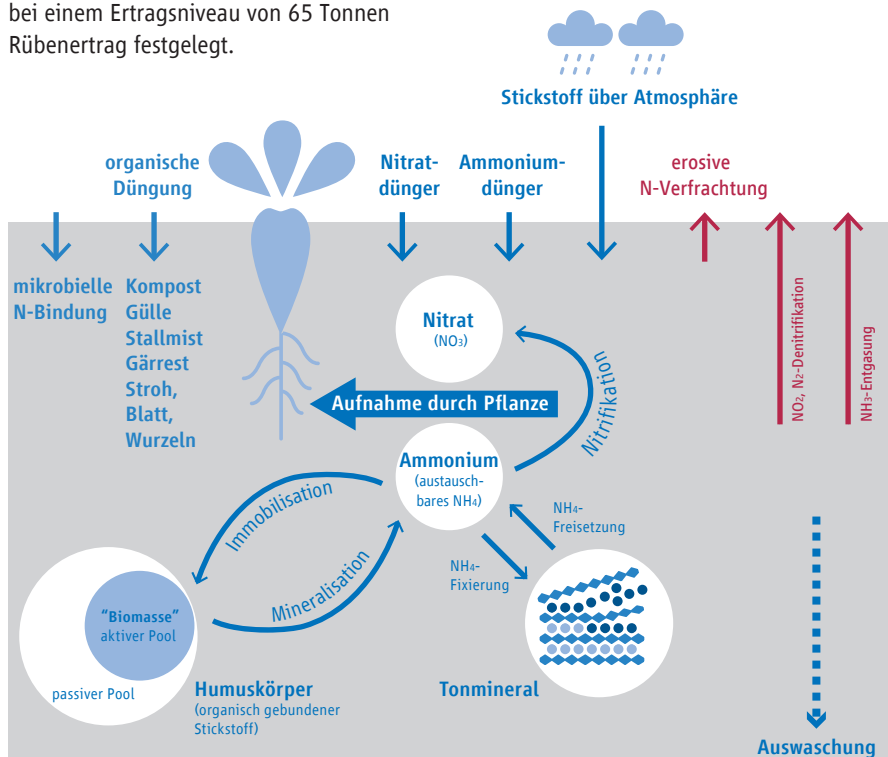 bei einem Ertragsniveau von 65 Tonnen
Rübenertrag festgelegt.
Stickstoff über Atmosphäre
organische
Düngung
Nitrat-
dünger
Ammonium-
dünger
erosive
N-Verfrachtung
mikrobielle
N-Bindung
Kompost
Gülle
Stallmist
Gärrest
Stroh,
Blatt,
Wurzeln
Nitrat
(NO3)
NO2, N2-Denitrifikation
NH3-Entgasung
Nitrifikation
Aufnahme durch Pflanze
Ammonium
(austausch-
bares NH4)
Immobilisation
Mineralisation
NH4-
Freisetzung
NH4-
Fixierung
"Biomasse"
aktiver Pool
passiver Pool
Humuskörper
(organisch gebundener
Stickstoff)
Tonmineral
Auswaschung